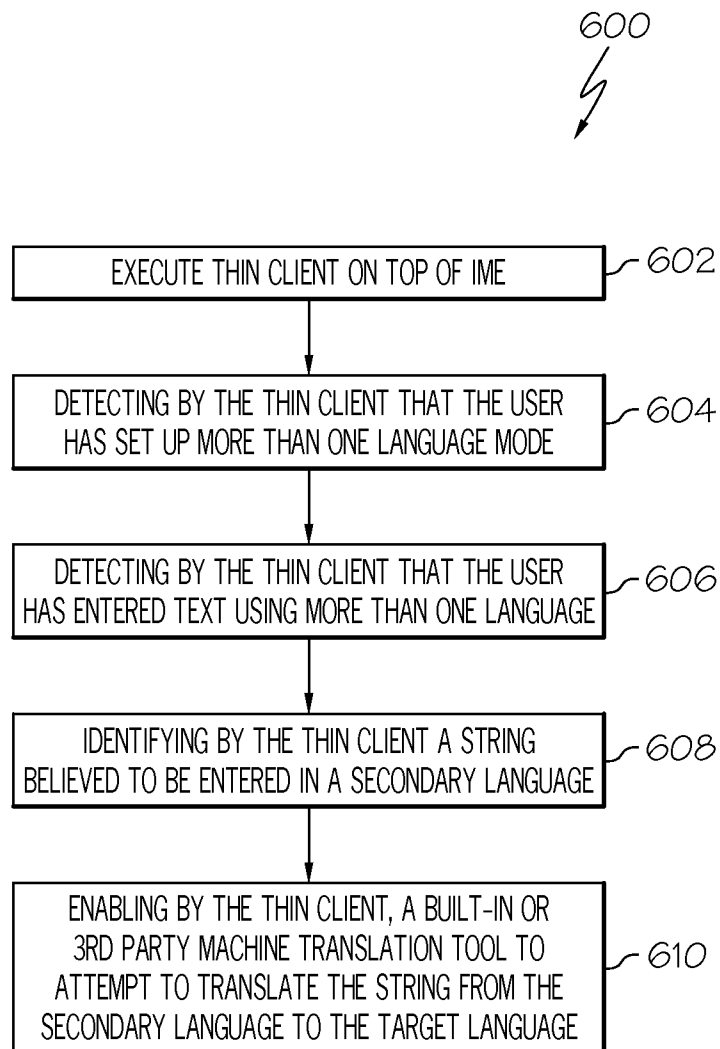 600
EXECUTE THIN CLIENT ON TOP OF IME
602
DETECTING BY THE THIN CLIENT THAT THE USER
HAS SET UP MORE THAN ONE LANGUAGE MODE
604
DETECTING BY THE THIN CLIENT THAT THE USER
HAS ENTERED TEXT USING MORE THAN ONE LANGUAGE
606
IDENTIFYING BY THE THIN CLIENT A STRING
BELIEVED TO BE ENTERED IN A SECONDARY LANGUAGE
608
ENABLING BY THE THIN CLIENT, A BUILT-IN OR
3RD PARTY MACHINE TRANSLATION TOOL TO
ATTEMPT TO TRANSLATE THE STRING FROM THE
SECONDARY LANGUAGE TO THE TARGET LANGUAGE
610